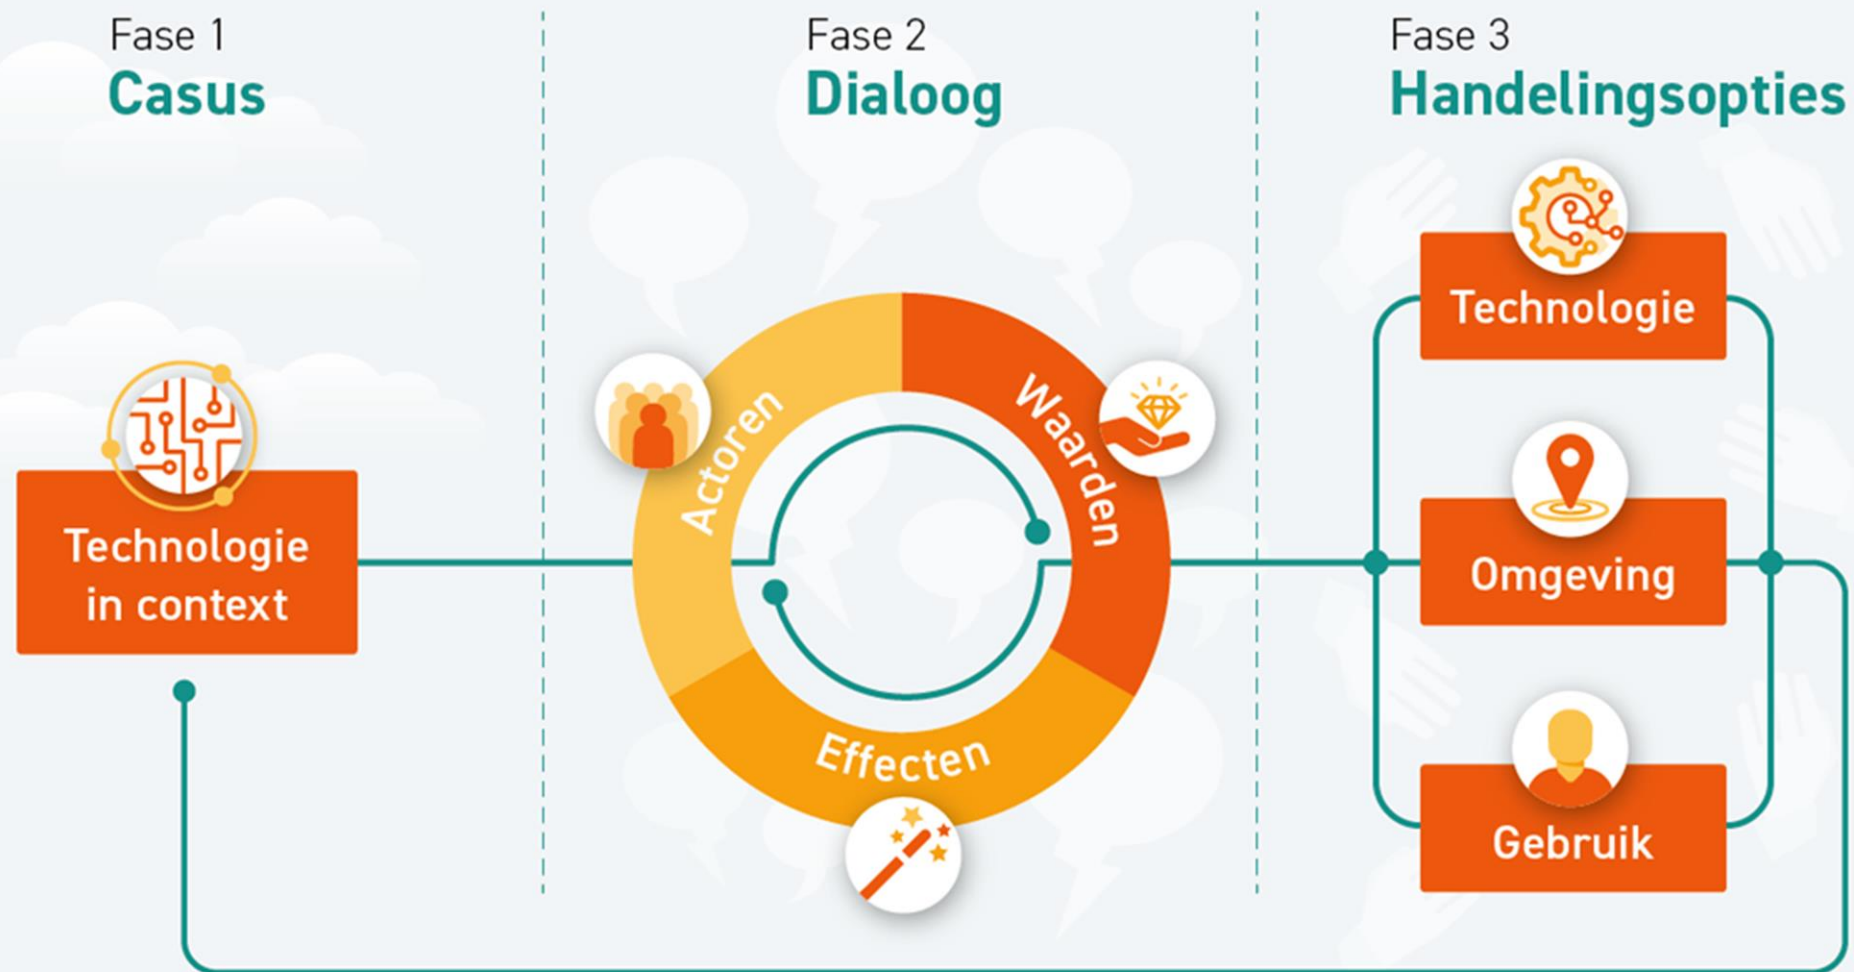 Fase 1
Casus
Technologie
in context
Fase 2
Dialoog
Actoren
Waarden
Effecten
Fase 3
Handelingsopties
Technologie
Omgeving
Gebruik